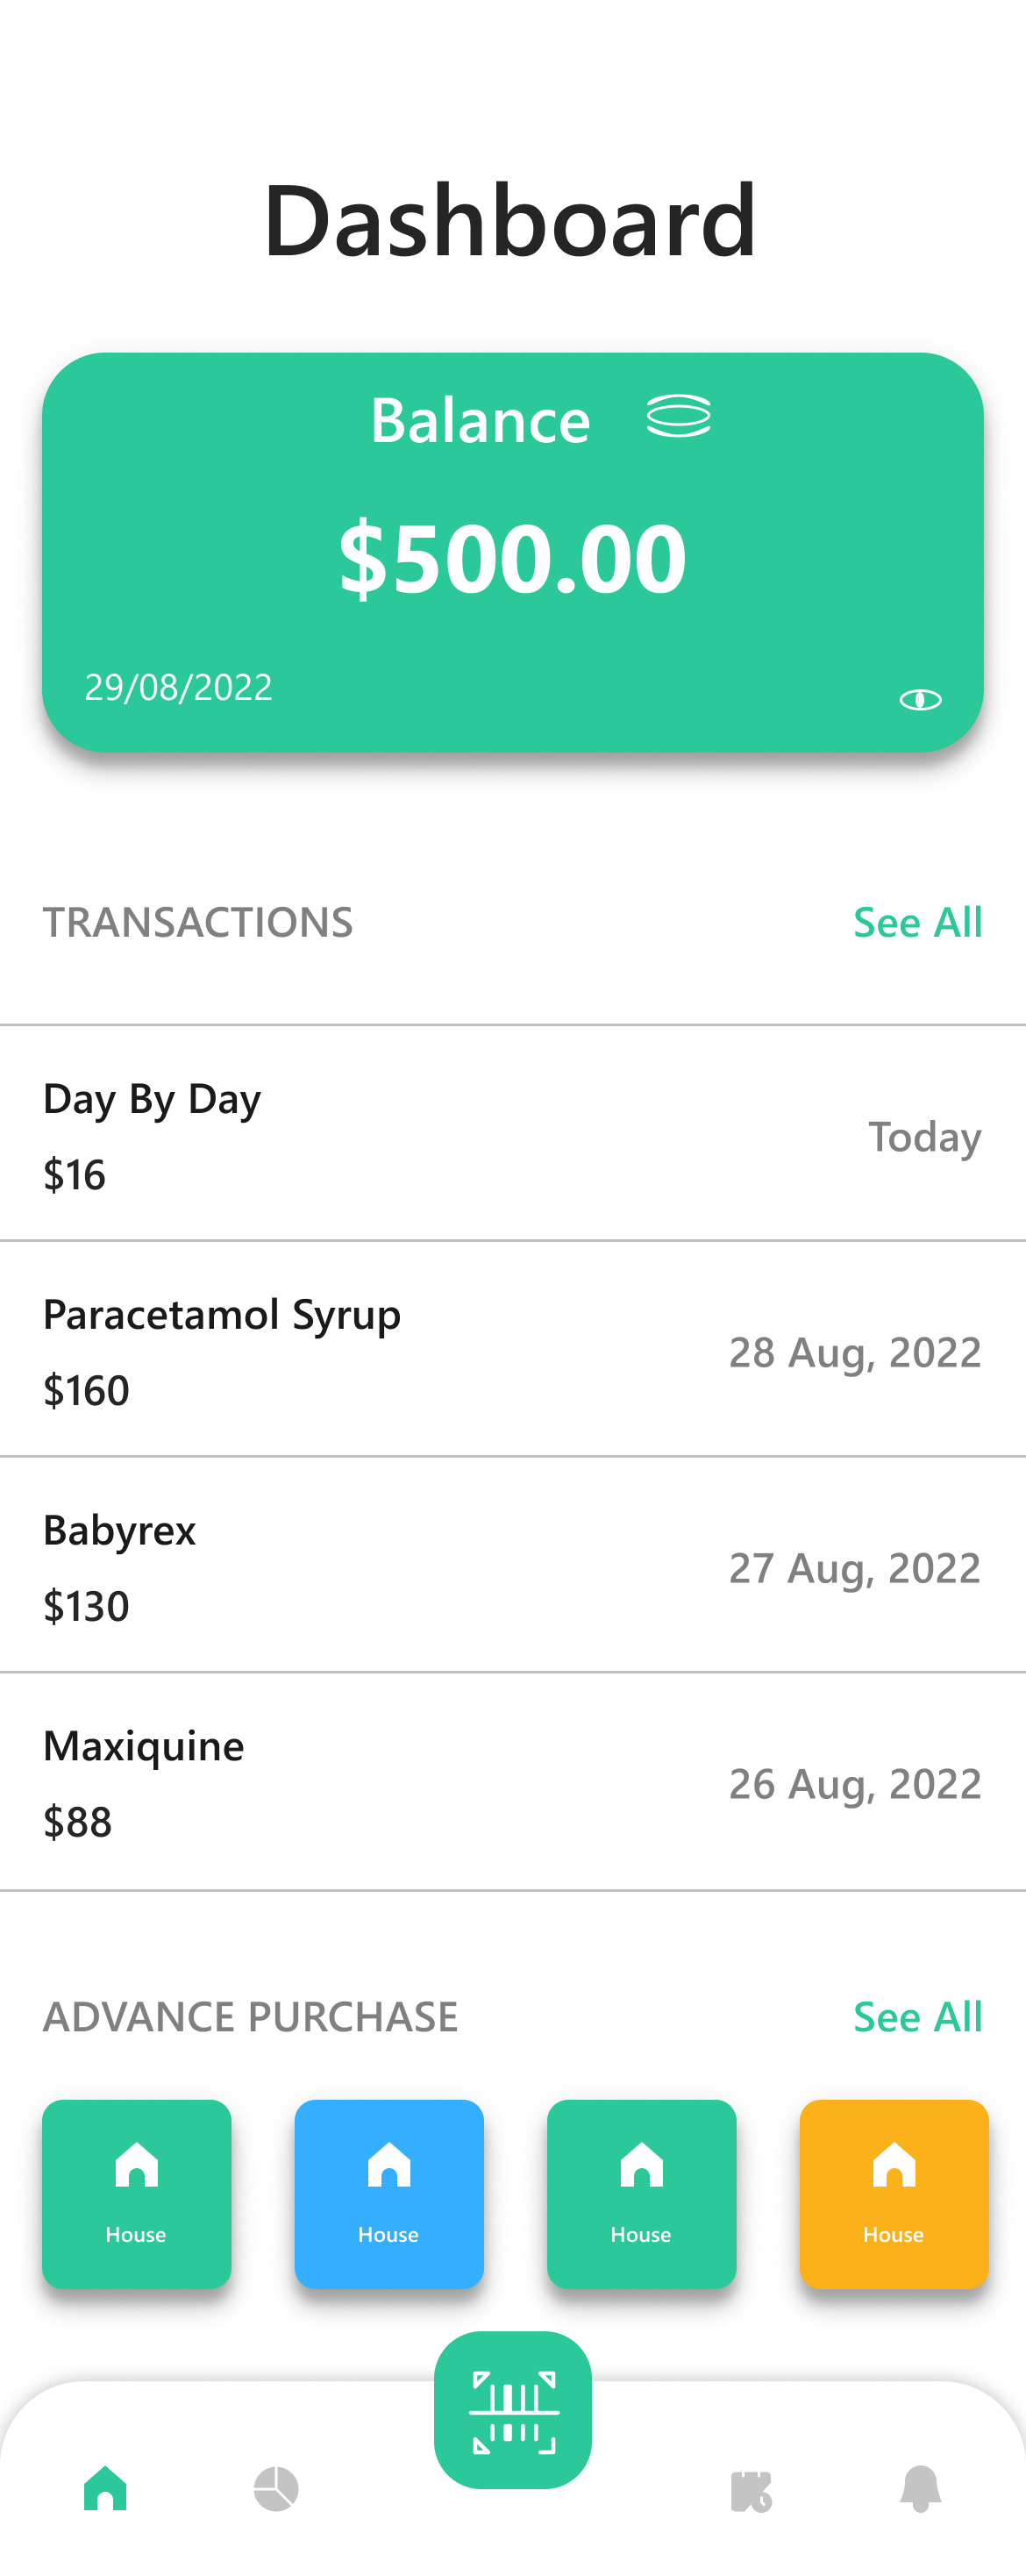 Dashboard
Balance
$500.00
29/08/2022
TRANSACTIONS See All
Day By Day
Today
$16
Paracetamol Syrup
28 Aug, 2022
$160
Babyrex
27 Aug, 2022
$130
Maxiquine
26 Aug, 2022
$88
ADVANCE PURCHASE See All
House House House House